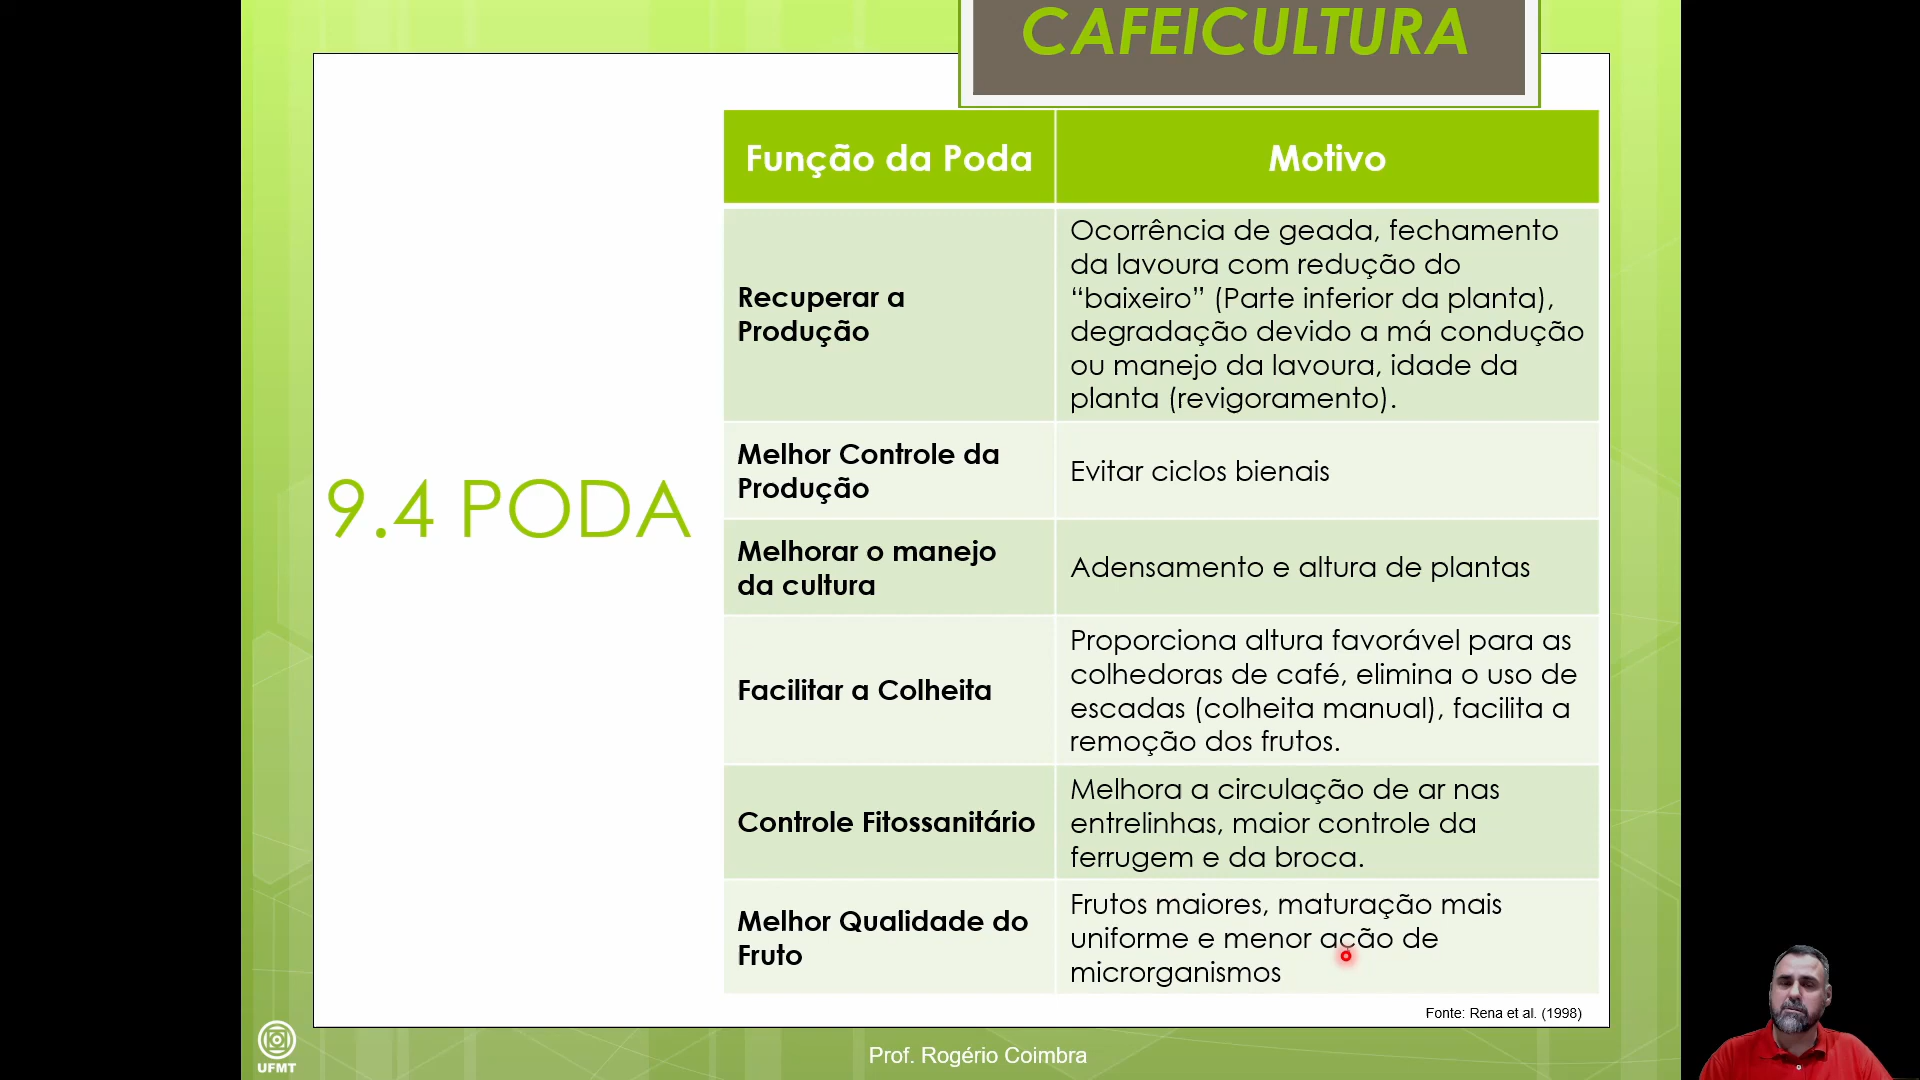 CAFEICULTURA
9.4 PODA
Função da Poda
Motivo
Recuperar a
Produção
Ocorrência de geada, fechamento
da lavoura com redução do
“baixeiro” (Parte inferior da planta),
degradação devido a má condução
ou manejo da lavoura, idade da
planta (revigoramento).
Melhor Controle da
Produção
Evitar ciclos bienais
Melhorar o manejo
da cultura
Adensamento e altura de plantas
Facilitar a Colheita
Proporciona altura favorável para as
colhedoras de café, elimina o uso de
escadas (colheita manual), facilita a
remoção dos frutos.
Controle Fitossanitário
Melhora a circulação de ar nas
entrelinhas, maior controle da
ferrugem e da broca.
Melhor Qualidade do
Fruto
Frutos maiores, maturação mais
uniforme e menor ação de
microrganismos
Fonte: Rena et al. (1998)
Prof. Rogério Coimbra
UFMT